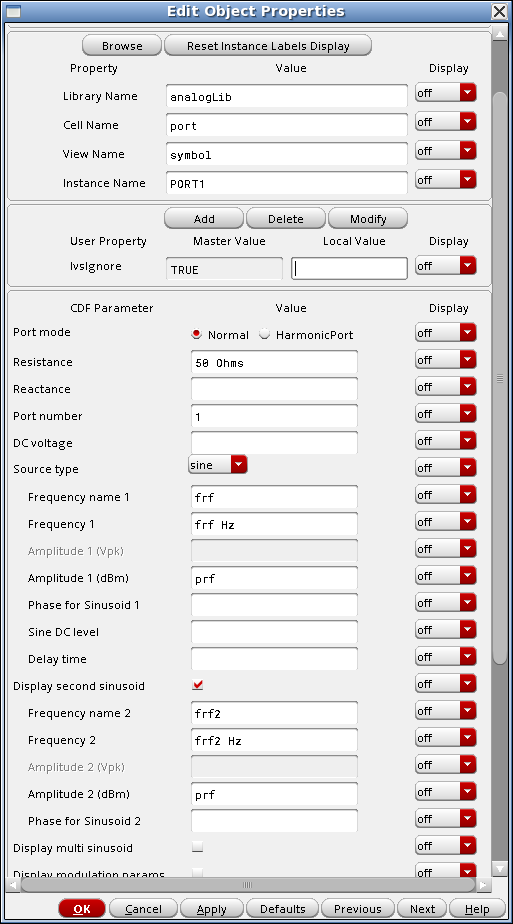 Edit Object Properties
Browse Reset Instance Labels Display
Property Value Display
Library Name analogLib off
Cell Name port off
View Name symbol off
Instance Name PORT1 off
Add Delete Modify
User Property Master Value Local Value Display
lvsIgnore TRUE off
CDF Parameter Value Display
Port mode Normal HarmonicPort off
Resistance 50 Ohms off
Reactance off
Port number 1 off
DC voltage off
Source type sine off
Frequency name 1 frf off
Frequency 1 frf Hz off
Amplitude 1 (Vpk) off
Amplitude 1 (dBm) prf off
Phase for Sinusoid 1 off
Sine DC level off
Delay time off
Display second sinusoid off
Frequency name 2 frf2 off
Frequency 2 frf2 Hz off
Amplitude 2 (Vpk) off
Amplitude 2 (dBm) prf off
Phase for Sinusoid 2 off
Display multi sinusoid off
Display modulation params off
OK Cancel Apply Defaults Previous Next Help